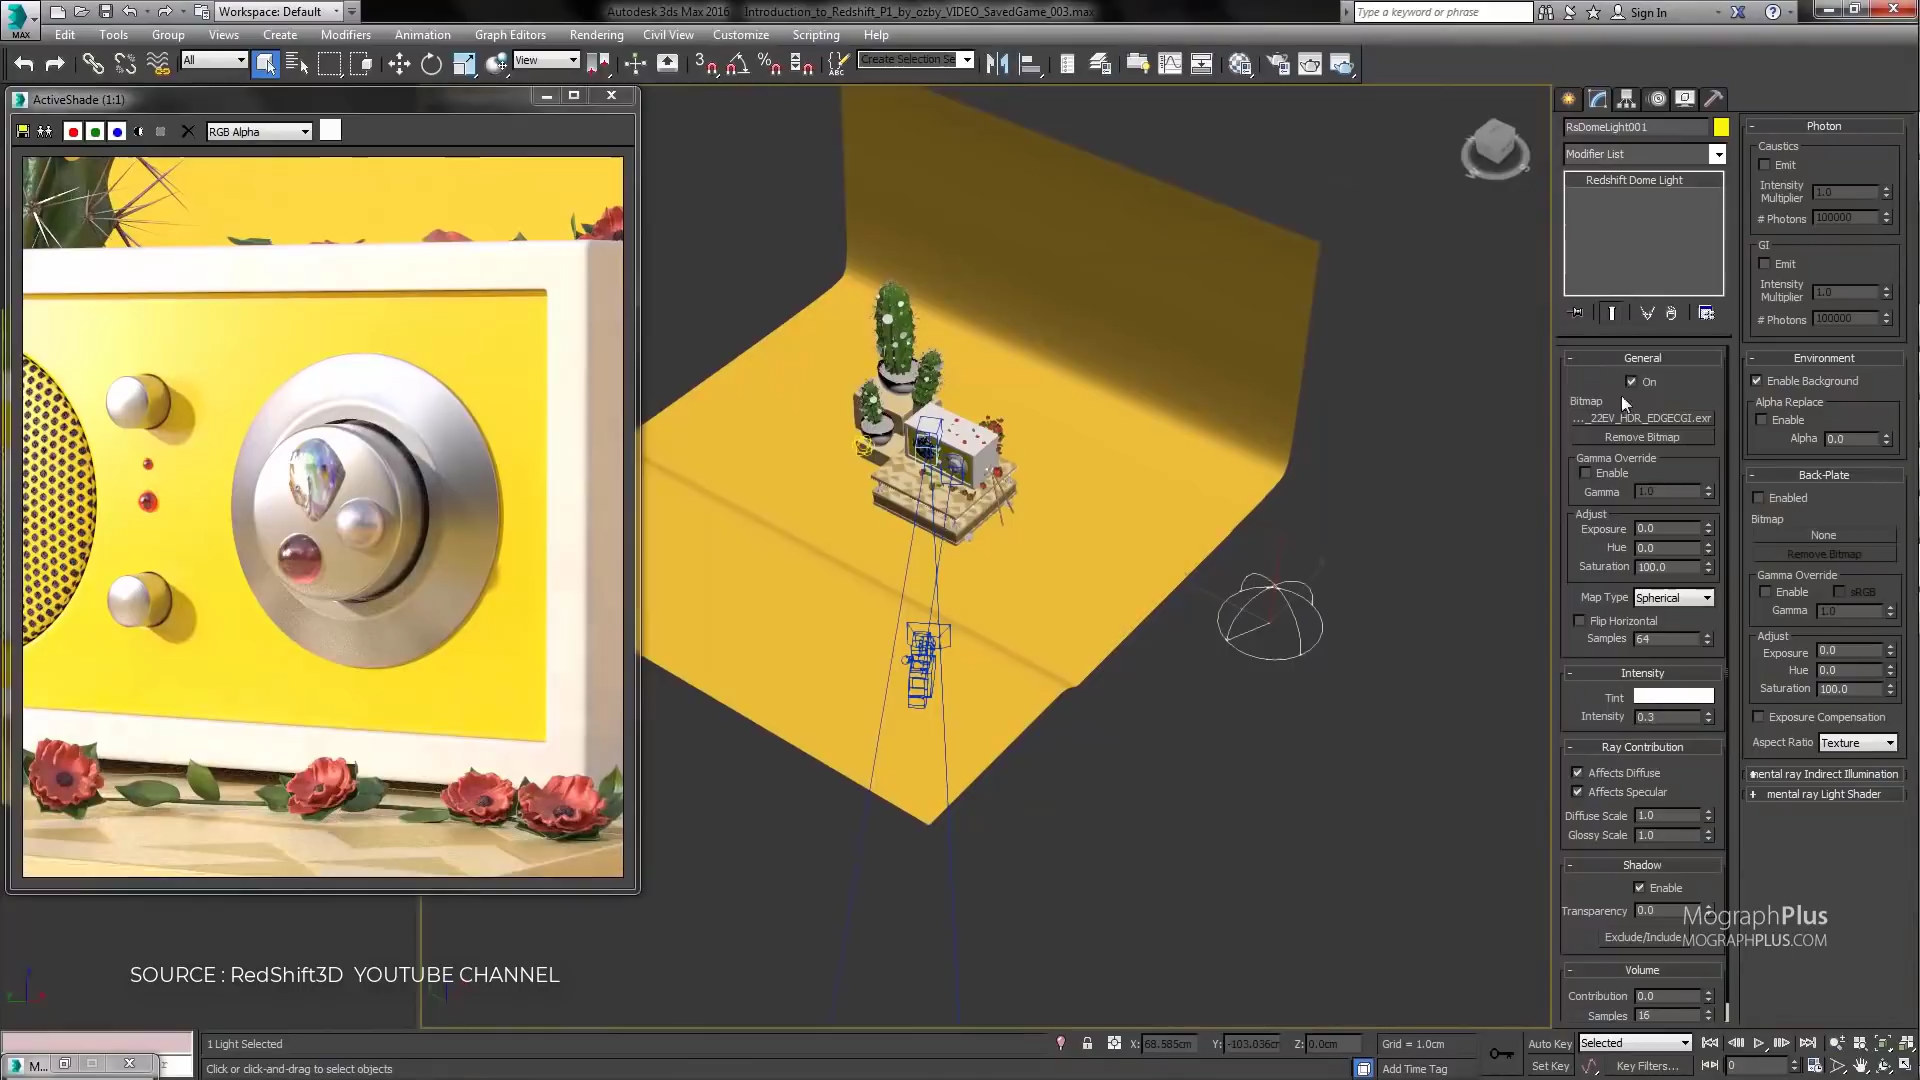 Workspace: Default
Autodesk 3ds Max 2016 Introduction_to_Redshift_P1_by_ozby_VIDEO_SavedGame_003.max
Type a keyword or phrase
Sign In
MAX
Edit Tools Group Views Create Modifiers Animation Graph Editors Rendering Civil View Customize Scripting Help
All
View
Create Selection Se
ActiveShade (1:1)
RGB Alpha
RsDomeLight001
Modifier List
Redshift Dome Light
General
On
Bitmap
..._22EV_HDR_EDGECGI.exr
Remove Bitmap
Gamma Override
Enable
Gamma 1.0
Adjust
Exposure 0.0
Hue 0.0
Saturation 100.0
Map Type Spherical
Flip Horizontal
Samples 64
Intensity
Tint
Intensity 0.3
Ray Contribution
Affects Diffuse
Affects Specular
Diffuse Scale 1.0
Glossy Scale 1.0
Shadow
Enable
Transparency 0.0
Exclude/Include
Volume
Contribution 0.0
Samples 16
Photon
Caustics
Emit
Intensity Multiplier 1.0
# Photons 100000
GI
Emit
Intensity Multiplier 1.0
# Photons 100000
Environment
Enable Background
Alpha Replace
Enable
Alpha 0.0
Back-Plate
Enabled
Bitmap
None
Remove Bitmap
Gamma Override
Enable sRGB
Gamma 1.0
Adjust
Exposure 0.0
Hue 0.0
Saturation 100.0
Exposure Compensation
Aspect Ratio Texture
mental ray Indirect Illumination
mental ray Light Shader
MographPlus
MOGRAPHPLUS.COM
SOURCE : RedShift3D YOUTUBE CHANNEL
M...
1 Light Selected
Click or click-and-drag to select objects
X: 68.585cm Y: -103.036cm Z: 0.0cm
Grid = 1.0cm
Add Time Tag
Auto Key Selected
Set Key Key Filters...
0